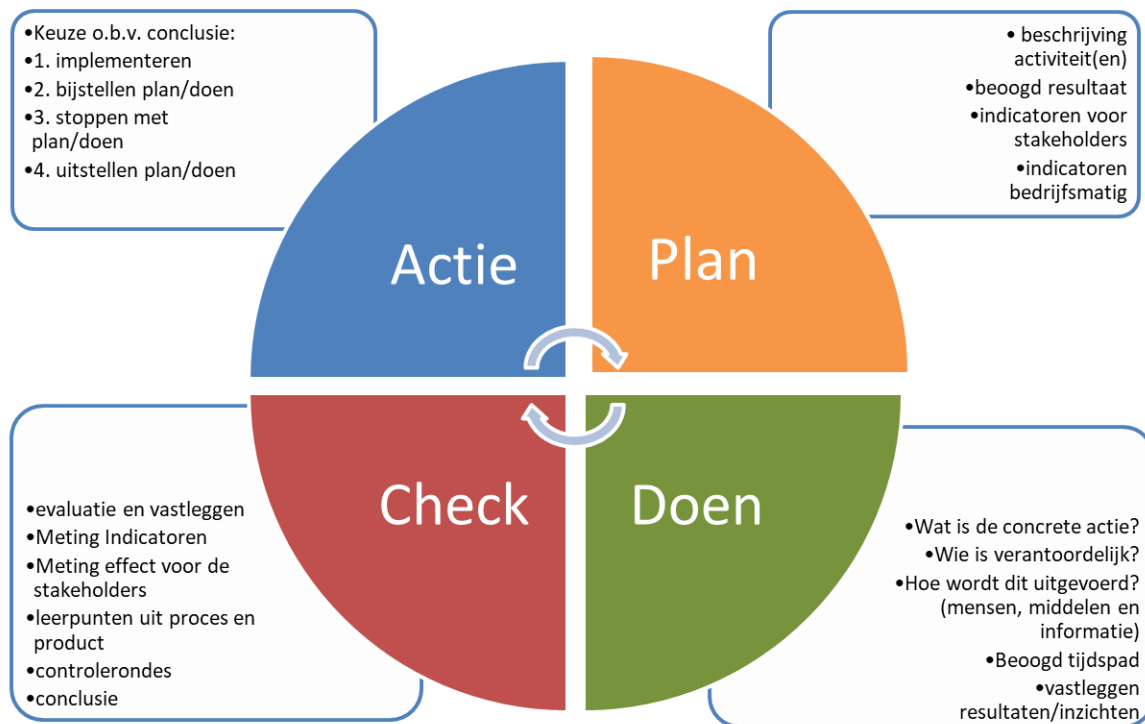 •Keuze o.b.v. conclusie:
•1. implementeren
•2. bijstellen plan/doen
•3. stoppen met
plan/doen
•4. uitstellen plan/doen
• beschrijving
activiteit(en)
•beoogd resultaat
•indicatoren voor
stakeholders
•indicatoren
bedrijfsmatig
Actie
Plan
Check
Doen
•evaluatie en vastleggen
•Meting Indicatoren
•Meting effect voor de
stakeholders
•leerpunten uit proces en
product
•controlerondes
•conclusie
•Wat is de concrete actie?
•Wie is verantoordelijk?
•Hoe wordt dit uitgevoerd?
(mensen, middelen en
informatie)
•Beoogd tijdspad
•vastleggen
resultaten/inzichten